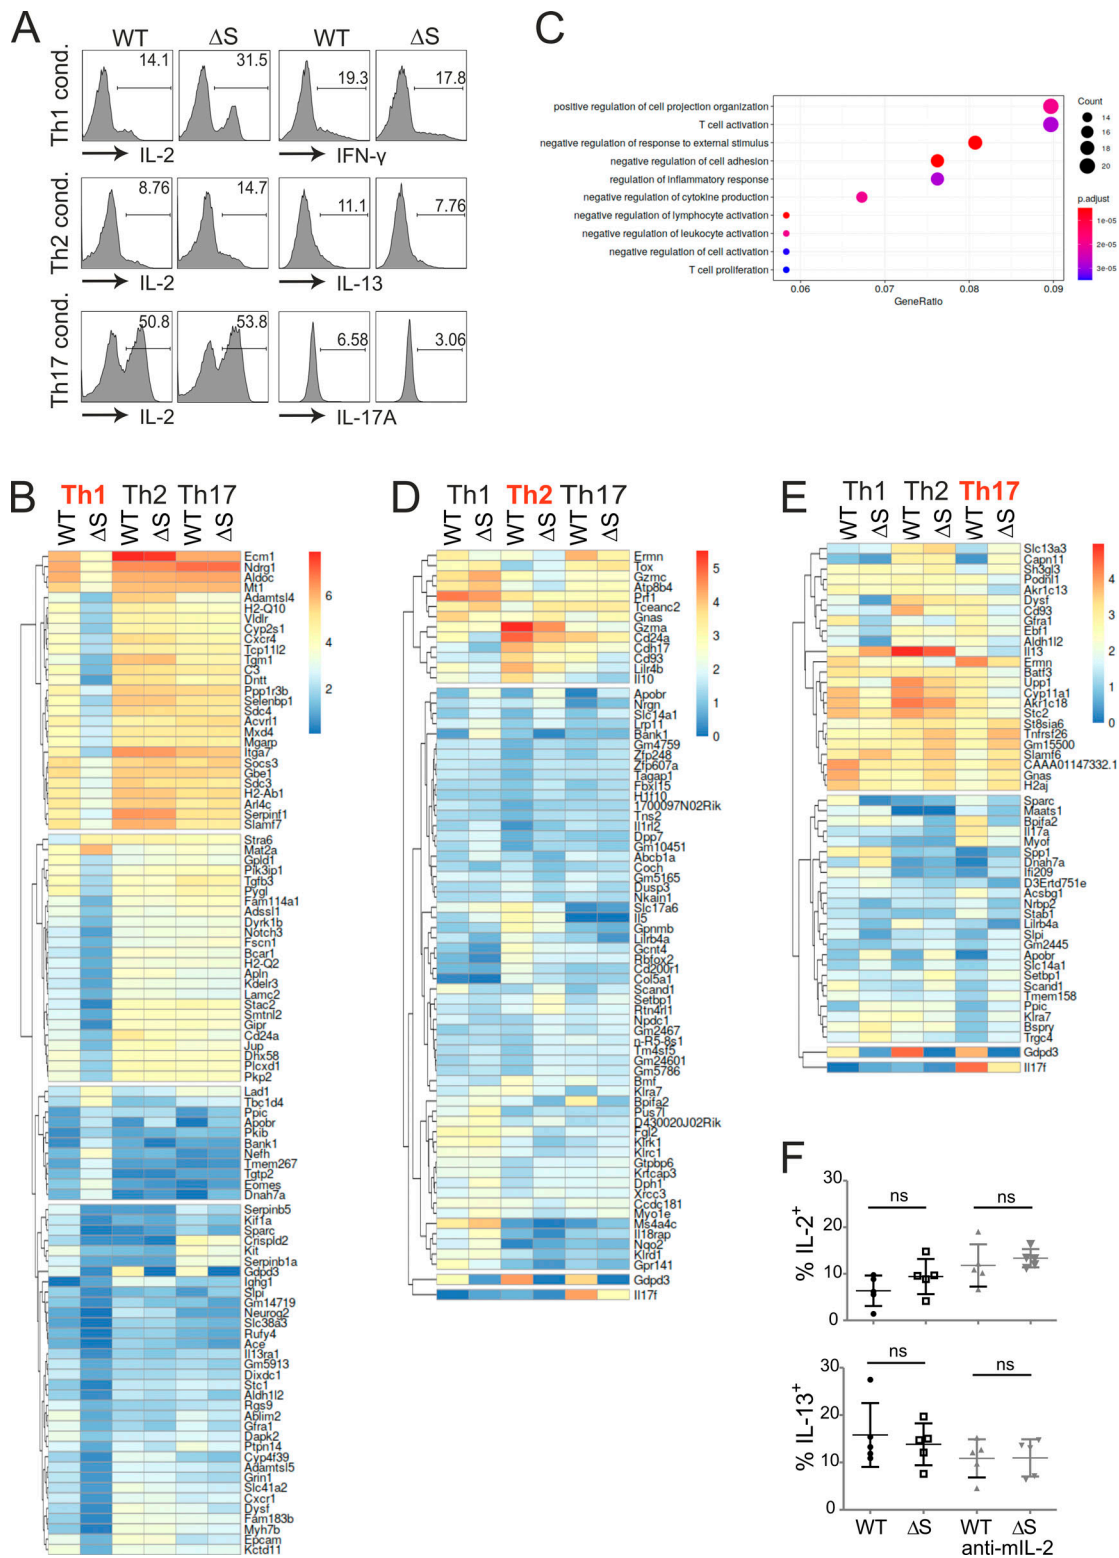 A
WT
ΔS
WT
ΔS
Th1 cond.
14.1
31.5
19.3
17.8
IL-2
IFN-γ
Th2 cond.
8.76
14.7
11.1
7.76
IL-2
IL-13
Th17 cond.
50.8
53.8
6.58
3.06
IL-2
IL-17A
C
positive regulation of cell projection organization
T cell activation
negative regulation of response to external stimulus
negative regulation of cell adhesion
regulation of inflammatory response
negative regulation of cytokine production
negative regulation of lymphocyte activation
negative regulation of leukocyte activation
negative regulation of cell activation
T cell proliferation
0.06
0.07
0.08
0.09
GeneRatio
Count
14
16
18
20
p.adjust
1e-05
2e-05
3e-05
B
Th1
Th2
Th17
WT
ΔS
WT
ΔS
WT
ΔS
Ecm1
Ndrg1
Aldoc
Mt1
Adamtsl4
H2-Q10
Vldlr
Cyp2s1
Cxcr4
Tcp11l2
Tgm1
C3
Dntt
Ppp1r3b
Selenbp1
Sdc4
Acvrl1
Mxd4
Mgarp
Itga7
Socs3
Gbe1
Sdc3
H2-Ab1
Arl4c
Serpinf1
Slamf7
Stra6
Mat2a
Gpld1
Pik3ip1
Tgfb3
Pygl
Fam114a1
Adssl1
Dyrk1b
Notch3
Fscn1
Bcar1
H2-Q2
Apln
Kdelr3
Lamc2
Stac2
Smtnl2
Gipr
Cd24a
Jup
Dhx58
Plcxd1
Pkp2
Lad1
Tbc1d4
Ppic
Apobr
Pkib
Bank1
Nefh
Tmem267
Tgtp2
Eomes
Dnah7a
Serpinb5
Kif1a
Sparc
Crispld2
Kit
Serpinb1a
Gdpd3
Ighg1
Slpi
Gm14719
Neurog2
Slc38a3
Rufy4
Ace
Il13ra1
Gm5913
Dixdc1
Stc1
Aldh1l2
Rgs9
Ablim2
Gfra1
Dapk2
Ptpn14
Cyp4f39
Adamtsl5
Grin1
Slc41a2
Cxcr1
Dysf
Fam183b
Myh7b
Epcam
Kctd11
6
4
2
D
Th1
Th2
Th17
WT
ΔS
WT
ΔS
WT
ΔS
Ermn
Tox
Gzmc
Atp8b4
Prf1
Tceanc2
Gnas
Gzma
Cd24a
Cdh17
Cd93
Lilr4b
Il10
Apobr
Nrgn
Slc14a1
Lrp11
Bank1
Gm4759
Zfp248
Zfp607a
Tagap1
Fbxl15
H1f10
1700097N02Rik
Tns2
Il1rl2
Dpp7
Gm10451
Abcb1a
Coch
Gm5165
Dusp3
Nkain1
Slc17a6
Il5
Gpnmb
Lilrb4a
Gcnt4
Rbfox2
Cd200r1
Col5a1
Scand1
Setbp1
Rtn4rl1
Npdc1
Gm2467
n-R5-8s1
Tm4sf5
Gm24601
Gm5786
Bmf
Klra7
Bpifa2
Pus7l
D430020J02Rik
Fgl2
Klrk1
Klrc1
Gtpbp6
Krtcap3
Dph1
Xrcc3
Ccdc181
Myo1e
Ms4a4c
Il18rap
Nqo2
Klrd1
Gpr141
Gdpd3
Il17f
5
4
3
2
1
0
E
Th1
Th2
Th17
WT
ΔS
WT
ΔS
WT
ΔS
Slc13a3
Capn11
Sh3gl3
Podnl1
Akr1c13
Dysf
Cd93
Gfra1
Ebf1
Aldh1l2
Il13
Ermn
Batf3
Upp1
Cyp11a1
Akr1c18
Stc2
St8sia6
Tnfrsf26
Gm15500
Slamf6
CAAA01147332.1
Gnas
H2aj
Sparc
Maats1
Bpifa2
Il17a
Myof
Spp1
Dnah7a
Ifi209
D3Ertd751e
Acsbg1
Nrbp2
Stab1
Lilrb4a
Slpi
Gm2445
Apobr
Slc14a1
Setbp1
Scand1
Tmem158
Ppic
Klra7
Bspry
Trgc4
Gdpd3
Il17f
4
3
2
1
0
F
% IL-2+
30
20
10
0
ns
ns
% IL-13+
30
20
10
0
ns
ns
WT
ΔS
WT
ΔS
anti-mIL-2